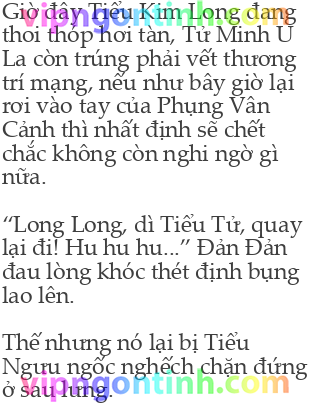 Giờ đây Tiểu Kim Long đang
thoi thóp hơi tàn, Tử Minh U
La còn trúng phải vết thương
trí mạng, nếu như bây giờ lại
rơi vào tay của Phụng Vân
Cảnh thì nhất định sẽ chết
chắc không còn nghi ngờ gì
nữa.
“Long Long, dì Tiểu Tử, quay
lại đi! Hu hu hu...” Đản Đản
đau lòng khóc thét định bụng
lao lên.
Thế nhưng nó lại bị Tiểu
Ngưu ngốc nghếch chặn đứng
ở sau lưng.
vipngontinh.com
vipngontinh.com